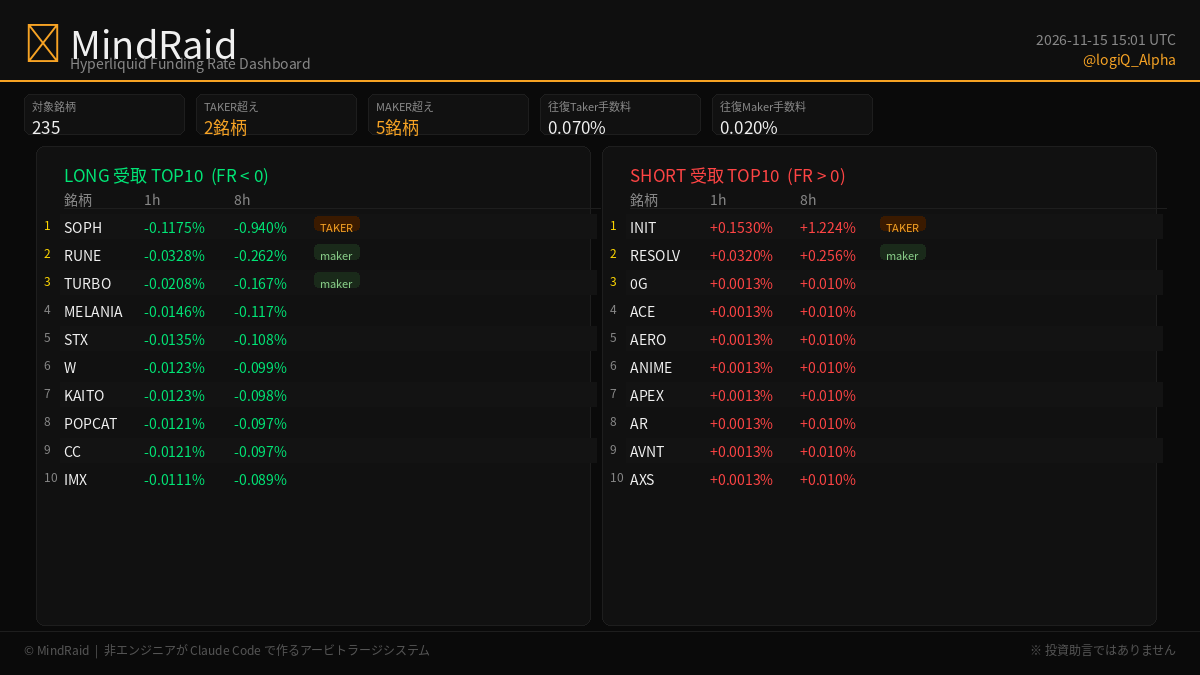 MindRaid
Hyperliquid Funding Rate Dashboard
2026-11-15 15:01 UTC
@logiQ_Alpha
対象銘柄
235
TAKER超え
2銘柄
MAKER超え
5銘柄
往復Taker手数料
0.070%
往復Maker手数料
0.020%
LONG 受取 TOP10 (FR < 0)
銘柄 1h 8h
1 SOPH -0.1175% -0.940% TAKER
2 RUNE -0.0328% -0.262% maker
3 TURBO -0.0208% -0.167% maker
4 MELANIA -0.0146% -0.117%
5 STX -0.0135% -0.108%
6 W -0.0123% -0.099%
7 KAITO -0.0123% -0.098%
8 POPCAT -0.0121% -0.097%
9 CC -0.0121% -0.097%
10 IMX -0.0111% -0.089%
SHORT 受取 TOP10 (FR > 0)
銘柄 1h 8h
1 INIT +0.1530% +1.224% TAKER
2 RESOLV +0.0320% +0.256% maker
3 0G +0.0013% +0.010%
4 ACE +0.0013% +0.010%
5 AERO +0.0013% +0.010%
6 ANIME +0.0013% +0.010%
7 APEX +0.0013% +0.010%
8 AR +0.0013% +0.010%
9 AVNT +0.0013% +0.010%
10 AXS +0.0013% +0.010%
© MindRaid | 非エンジニアが Claude Code で作るアービトラージシステム
※ 投資助言ではありません